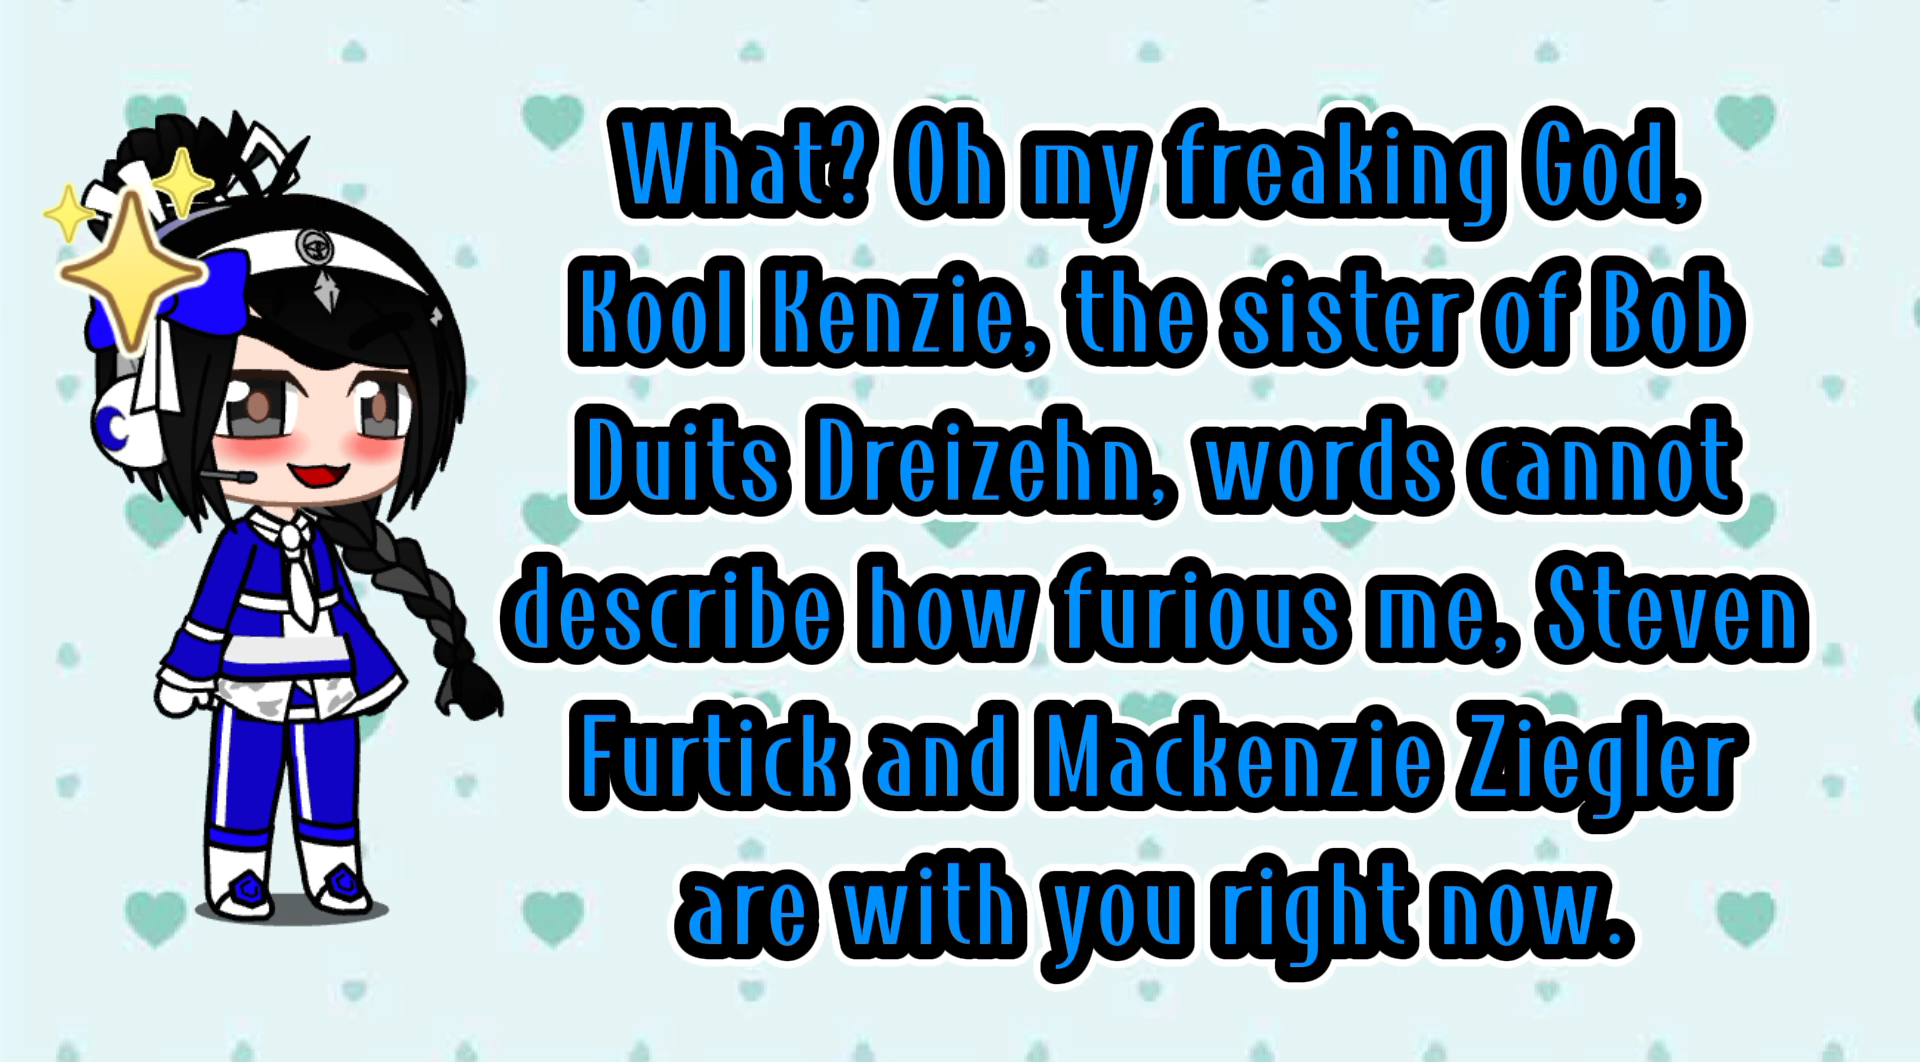 What? Oh my freaking God,
Kool Kenzie, the sister of Bob
Duits Dreizehn, words cannot
describe how furious me, Steven
Furtick and Mackenzie Ziegler
are with you right now.